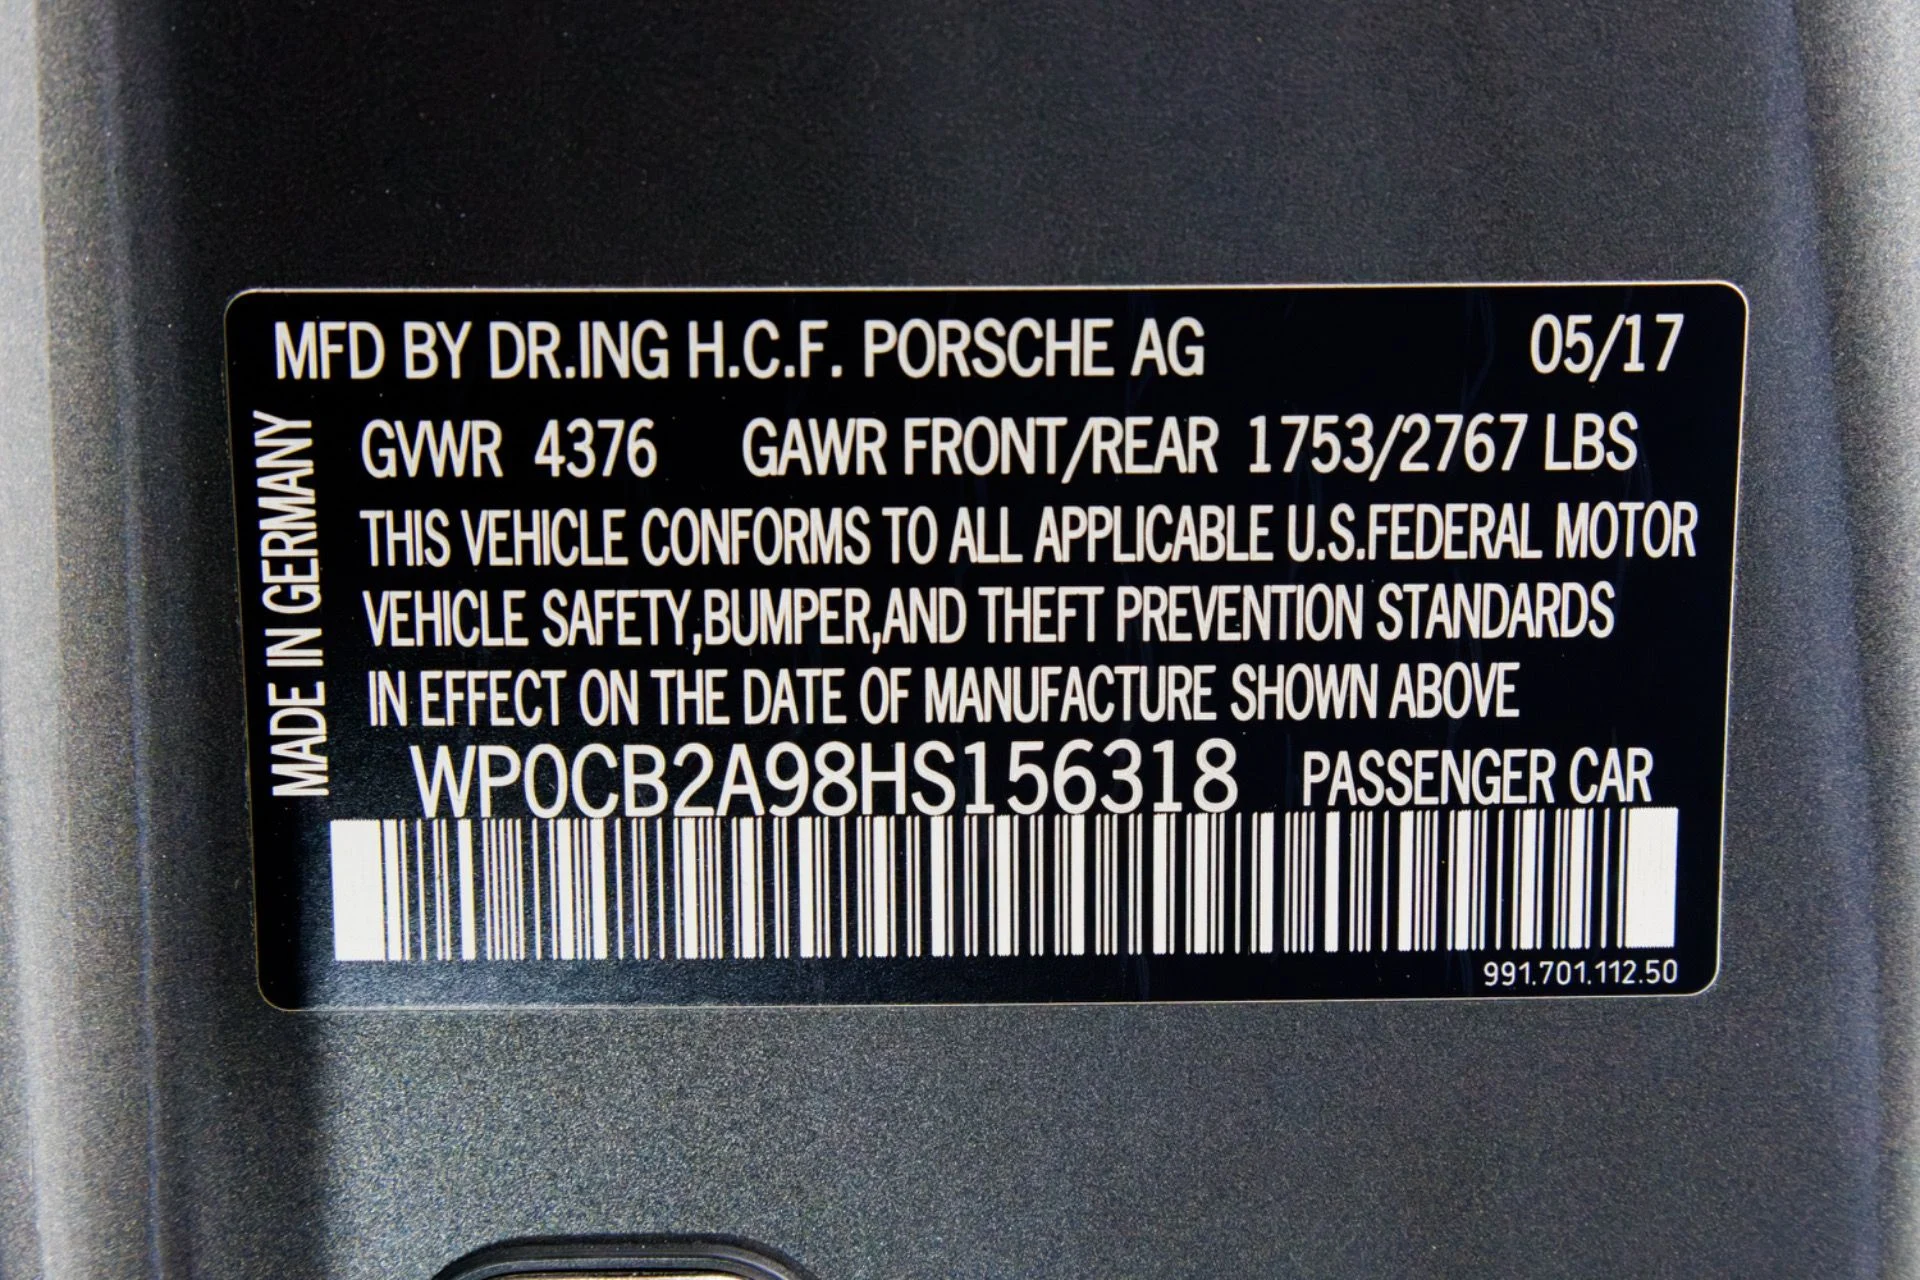 MFD BY DR.ING H.C.F. PORSCHE AG 05/17
MADE IN GERMANY
GVWR 4376 GAWR FRONT/REAR 1753/2767 LBS
THIS VEHICLE CONFORMS TO ALL APPLICABLE U.S.FEDERAL MOTOR
VEHICLE SAFETY,BUMPER,AND THEFT PREVENTION STANDARDS
IN EFFECT ON THE DATE OF MANUFACTURE SHOWN ABOVE
WP0CB2A98HS156318 PASSENGER CAR
991.701.112.50